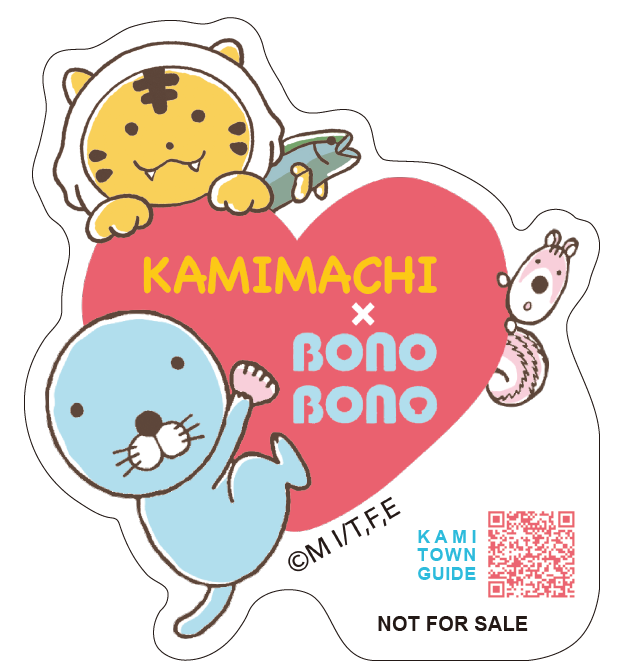 KAMIMACHI
×
BONO
BONO
©M I/T,F,E
KAMI
TOWN
GUIDE
NOT FOR SALE